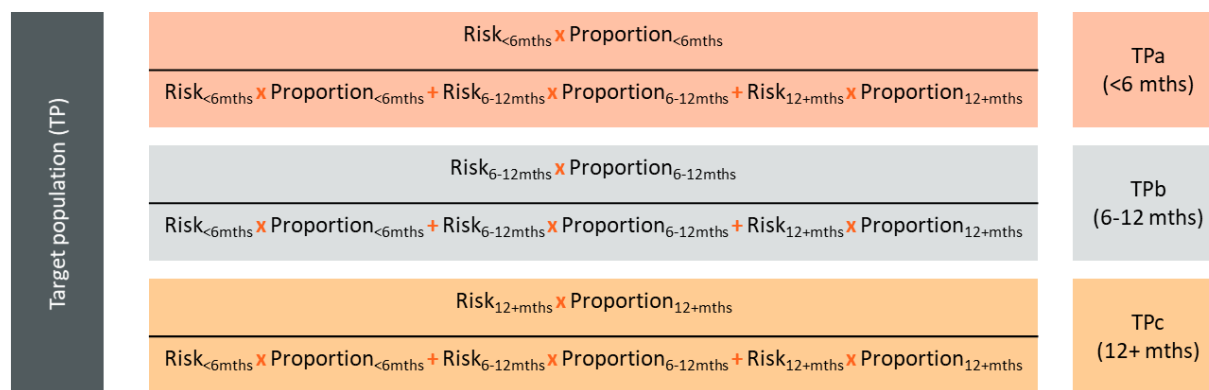 Target population (TP)
Risk<6mths x Proportion<6mths
Risk<6mths x Proportion<6mths + Risk6-12mths x Proportion6-12mths + Risk12+mths x Proportion12+mths
TPa
(<6 mths)
Risk6-12mths x Proportion6-12mths
Risk<6mths x Proportion<6mths + Risk6-12mths x Proportion6-12mths + Risk12+mths x Proportion12+mths
TPb
(6-12 mths)
Risk12+mths x Proportion12+mths
Risk<6mths x Proportion<6mths + Risk6-12mths x Proportion6-12mths + Risk12+mths x Proportion12+mths
TPc
(12+ mths)